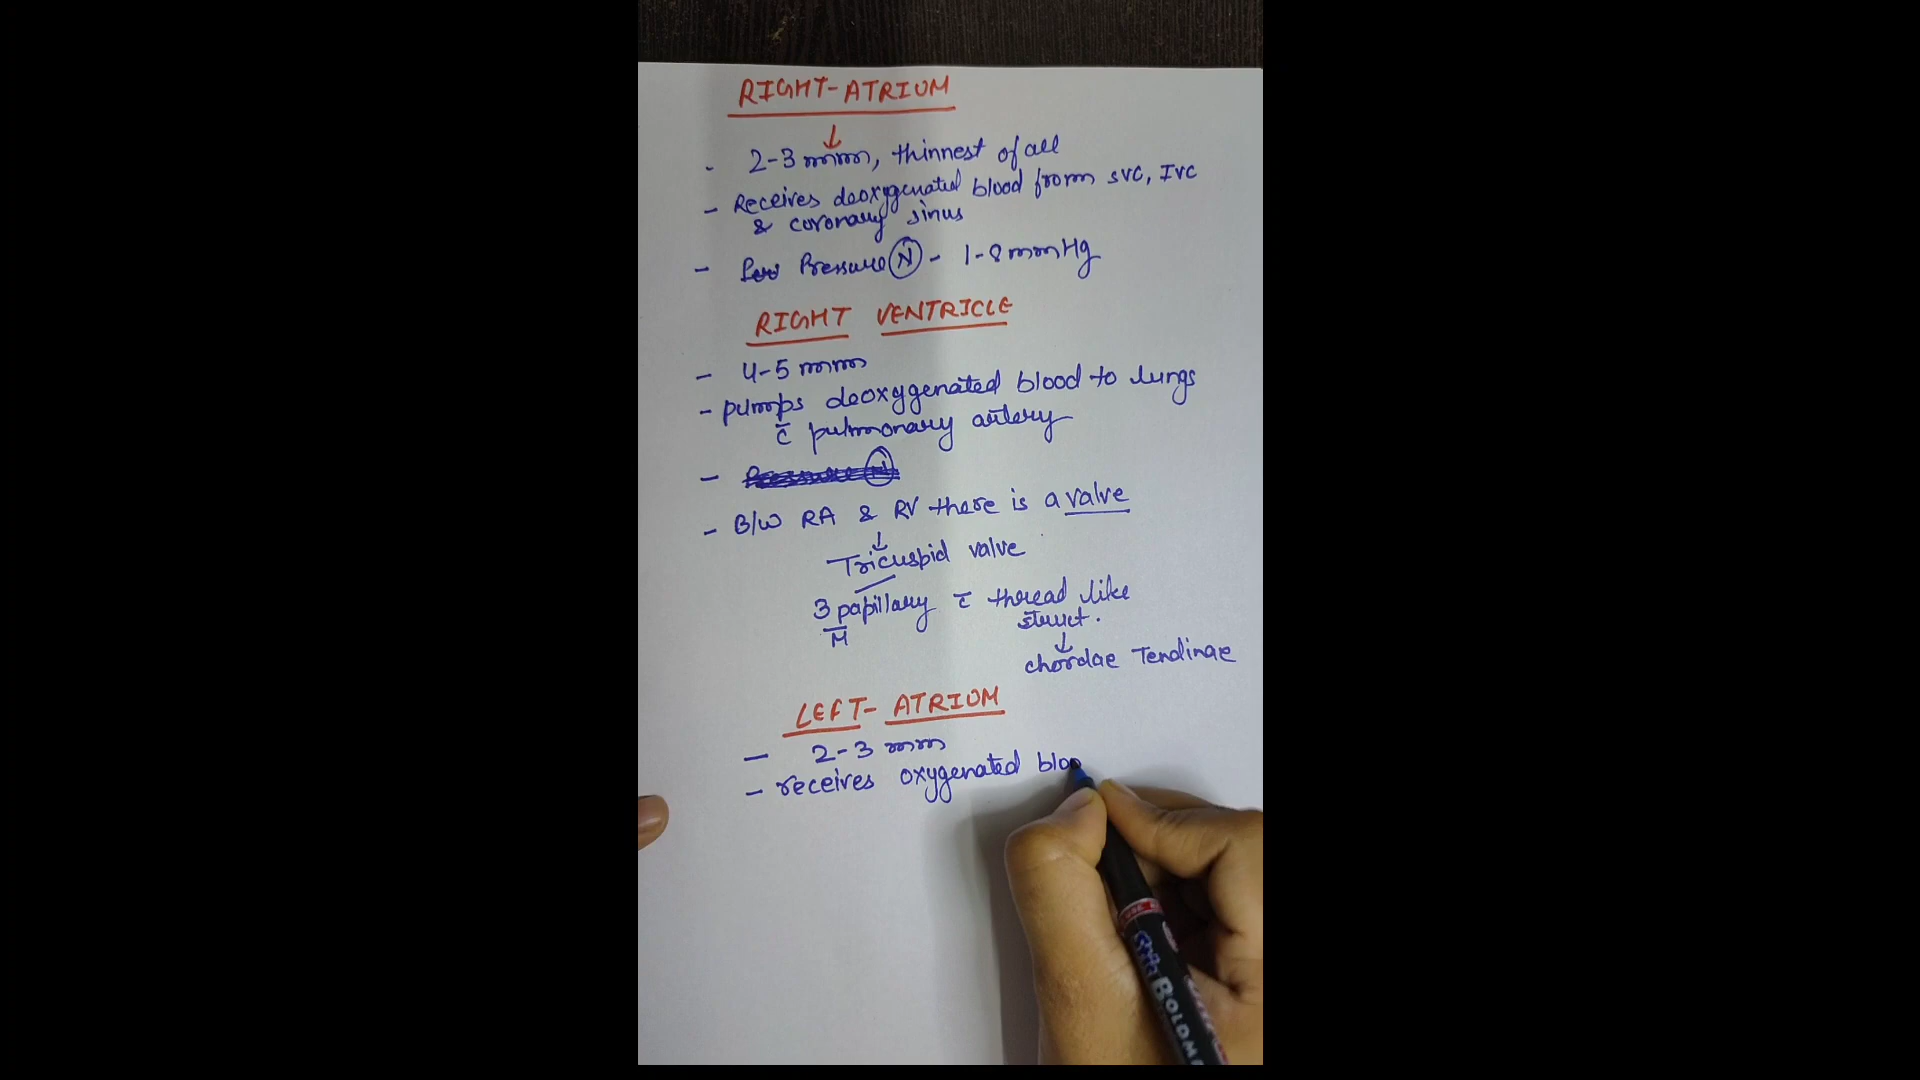 RIGHT-ATRIUM
↓
- 2-3 mm, thinnest of all
- Receives deoxygenated blood from SVC, IVC
& coronary sinus
- Pressure Ⓝ - 1-8 mmHg
RIGHT VENTRICLE
- 4-5 mm
- pumps deoxygenated blood to lungs
c̄ pulmonary artery
-
- B/W RA & RV there is a valve
↓
Tricuspid valve
3 papillary c̄ thread like
M struct.
↓
chordae Tendinae
LEFT-ATRIUM
- 2-3 mm
- receives oxygenated bloo
BOLDMA